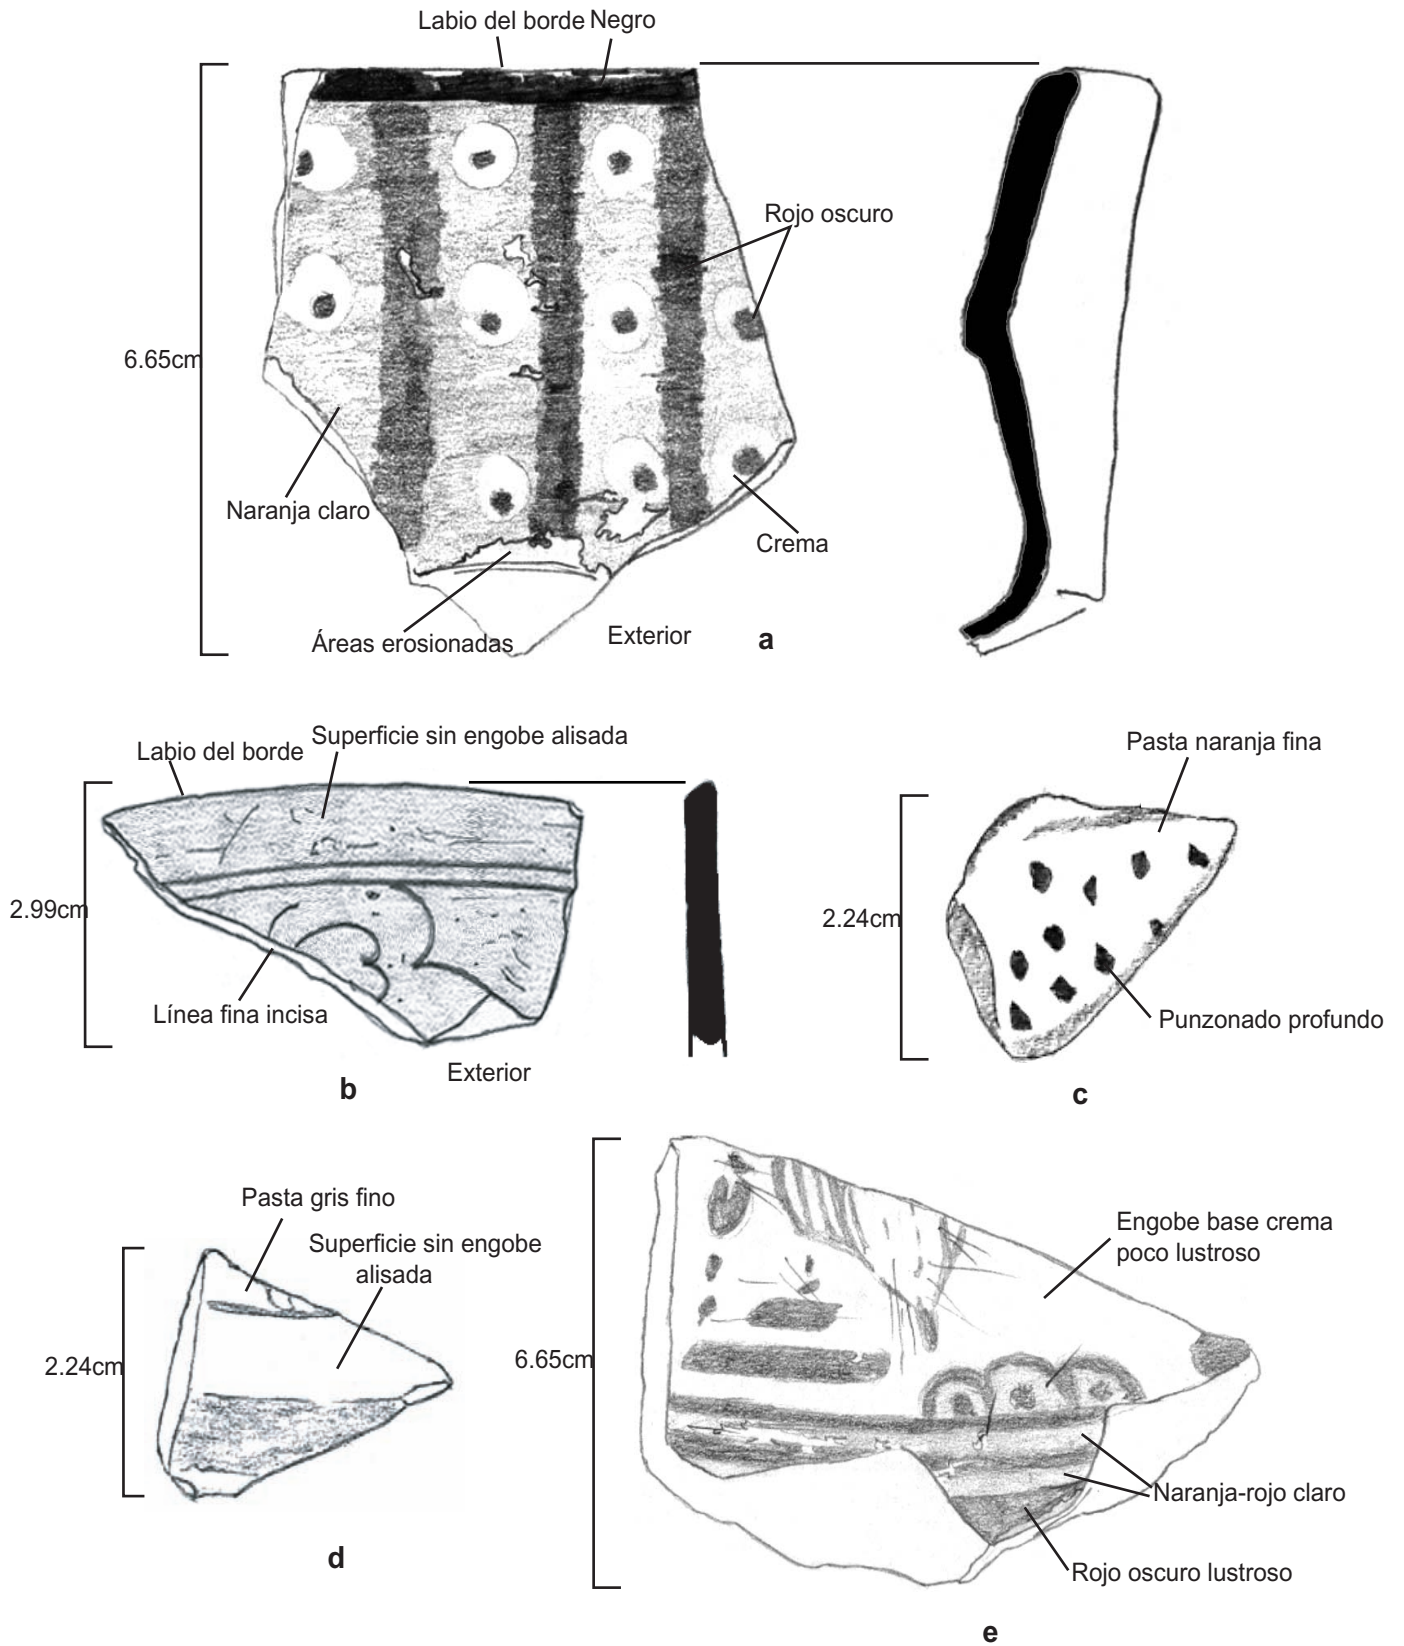 Labio del borde Negro
Rojo oscuro
6.65cm
Naranja claro
Crema
Áreas erosionadas
Exterior
a
Labio del borde
Superficie sin engobe alisada
2.99cm
Línea fina incisa
Exterior
b
Pasta naranja fina
2.24cm
Punzonado profundo
c
Pasta gris fino
Superficie sin engobe
alisada
2.24cm
d
Engobe base crema
poco lustroso
6.65cm
Naranja-rojo claro
Rojo oscuro lustroso
e